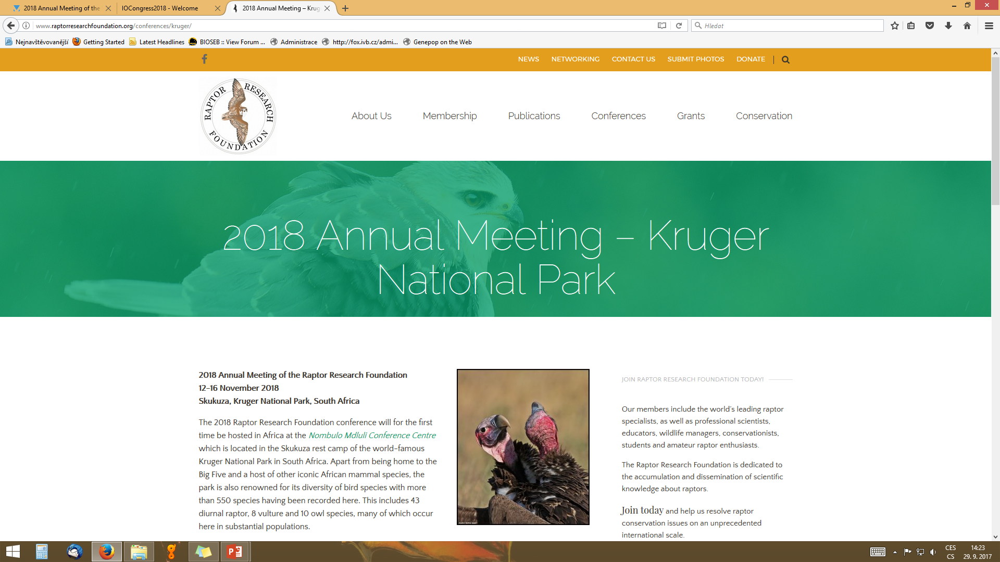 2018 Annual Meeting of the
IOCongress2018 - Welcome
2018 Annual Meeting – Krug
www.raptorresearchfoundation.org/conferences/kruger/
Hledat
Nejnavštěvovanější
Getting Started
Latest Headlines
BIOSEB :: View Forum ...
Administrace
http://fox.ivb.cz/admi...
Genepop on the Web
NEWS
NETWORKING
CONTACT US
SUBMIT PHOTOS
DONATE
RAPTOR RESEARCH FOUNDATION
About Us
Membership
Publications
Conferences
Grants
Conservation
2018 Annual Meeting – Kruger
National Park
2018 Annual Meeting of the Raptor Research Foundation
12-16 November 2018
Skukuza, Kruger National Park, South Africa
The 2018 Raptor Research Foundation conference will for the first
time be hosted in Africa at the Nombulo Mdluli Conference Centre
which is located in the Skukuza rest camp of the world-famous
Kruger National Park in South Africa. Apart from being home to the
Big Five and a host of other iconic African mammal species, the
park is also renowned for its diversity of bird species with more
than 550 species having been recorded here. This includes 43
diurnal raptor, 8 vulture and 10 owl species, many of which occur
here in substantial populations.
JOIN RAPTOR RESEARCH FOUNDATION TODAY!
Our members include the world's leading raptor
specialists, as well as professional scientists,
educators, wildlife managers, conservationists,
students and amateur raptor enthusiasts.
The Raptor Research Foundation is dedicated to
the accumulation and dissemination of scientific
knowledge about raptors.
Join today and help us resolve raptor
conservation issues on an unprecedented
international scale.
CES
CS
14:23
29. 9. 2017